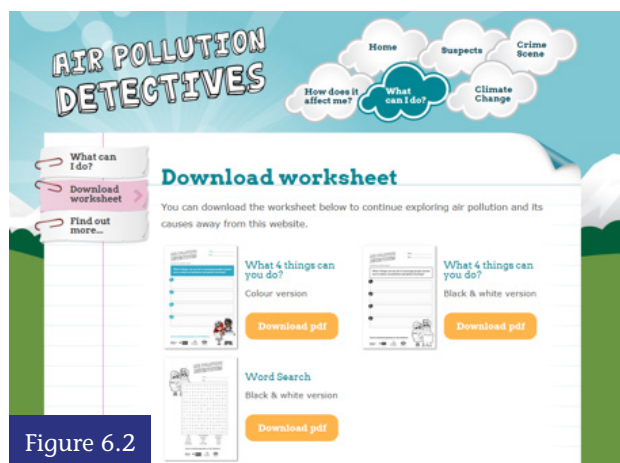 AIR POLLUTION
DETECTIVES
Home
Suspects
Crime
Scene
How does it
affect me?
What
can I do?
Climate
Change
What can
I do?
Download
worksheet
Find out
more...
Download worksheet
You can download the worksheet below to continue exploring air pollution and its
causes away from this website.
What 4 things can
you do?
Colour version
Download pdf
What 4 things can
you do?
Black & white version
Download pdf
Word Search
Black & white version
Download pdf
Figure 6.2